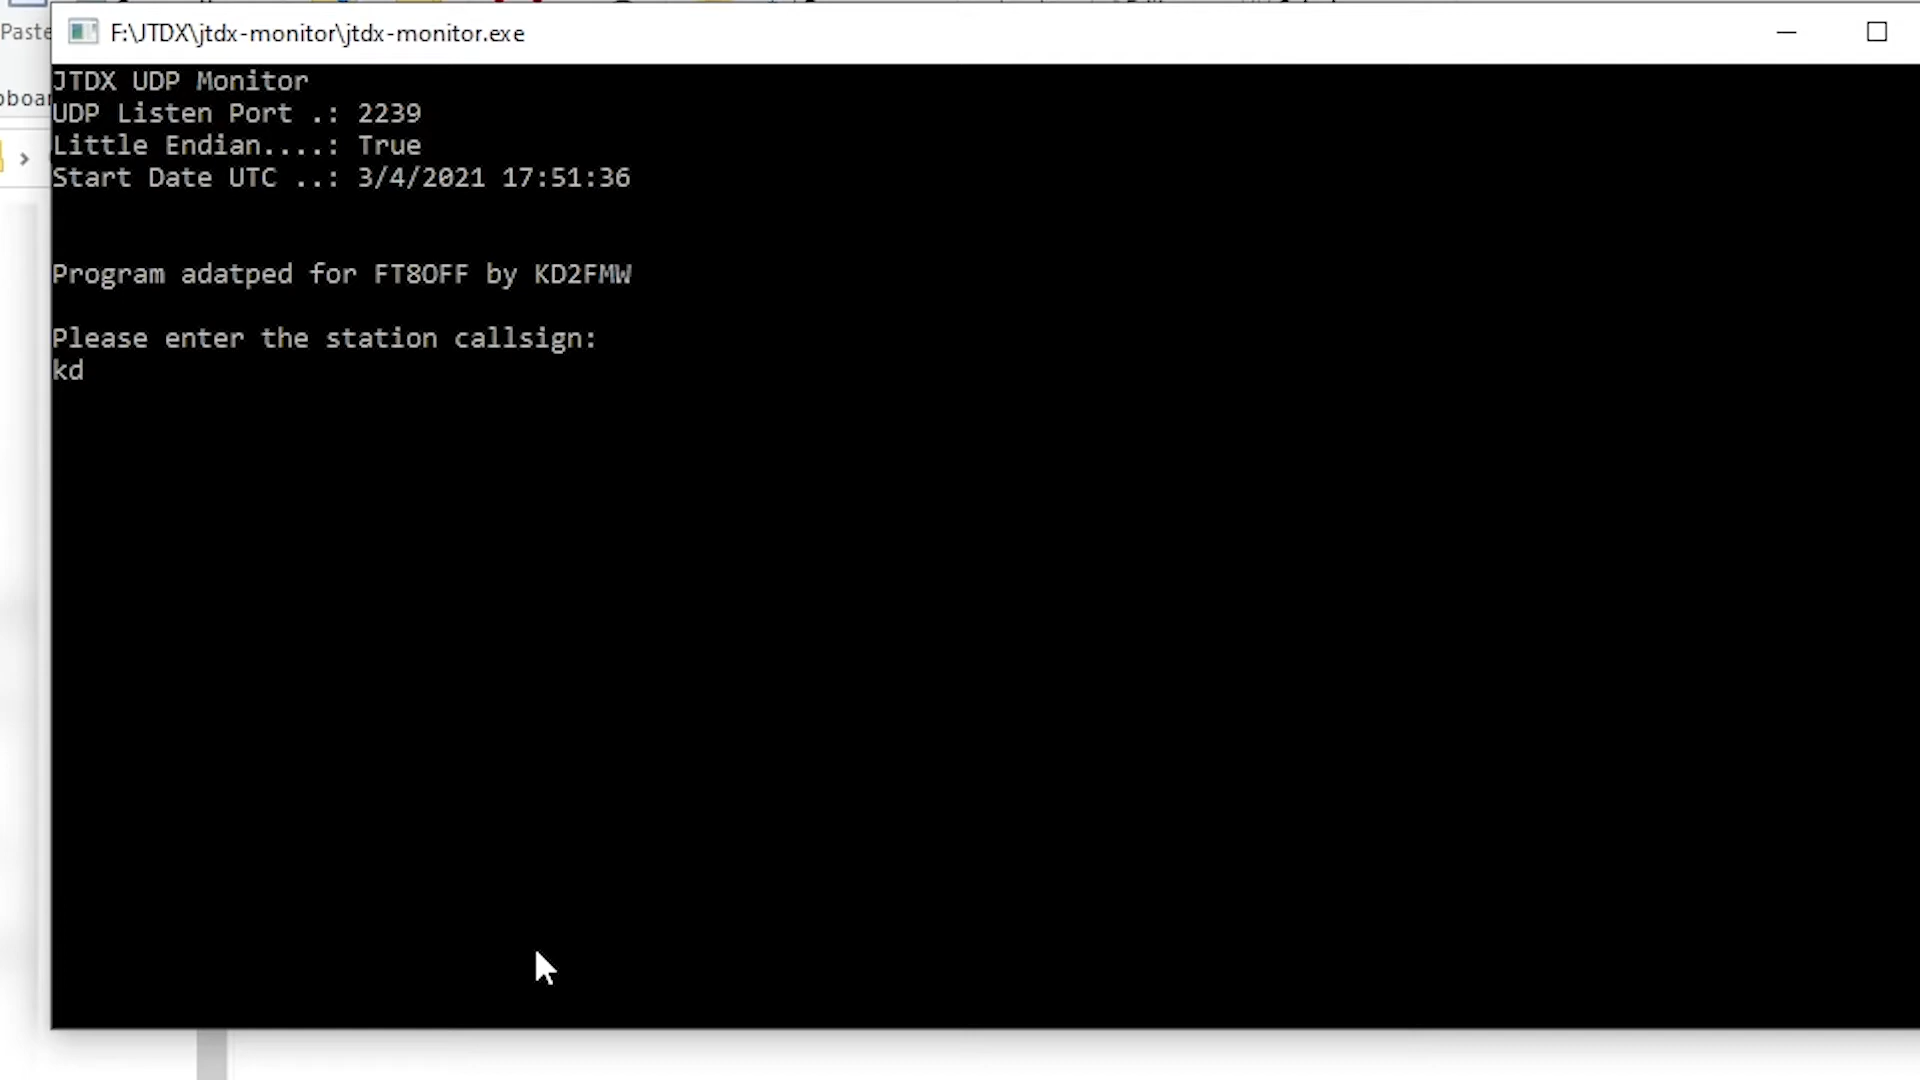 F:\JTDX\jtdx-monitor\jtdx-monitor.exe
Paste
JTDX UDP Monitor
UDP Listen Port .: 2239
Little Endian....: True
Start Date UTC ..: 3/4/2021 17:51:36
Program adatped for FT8OFF by KD2FMW
Please enter the station callsign:
kd